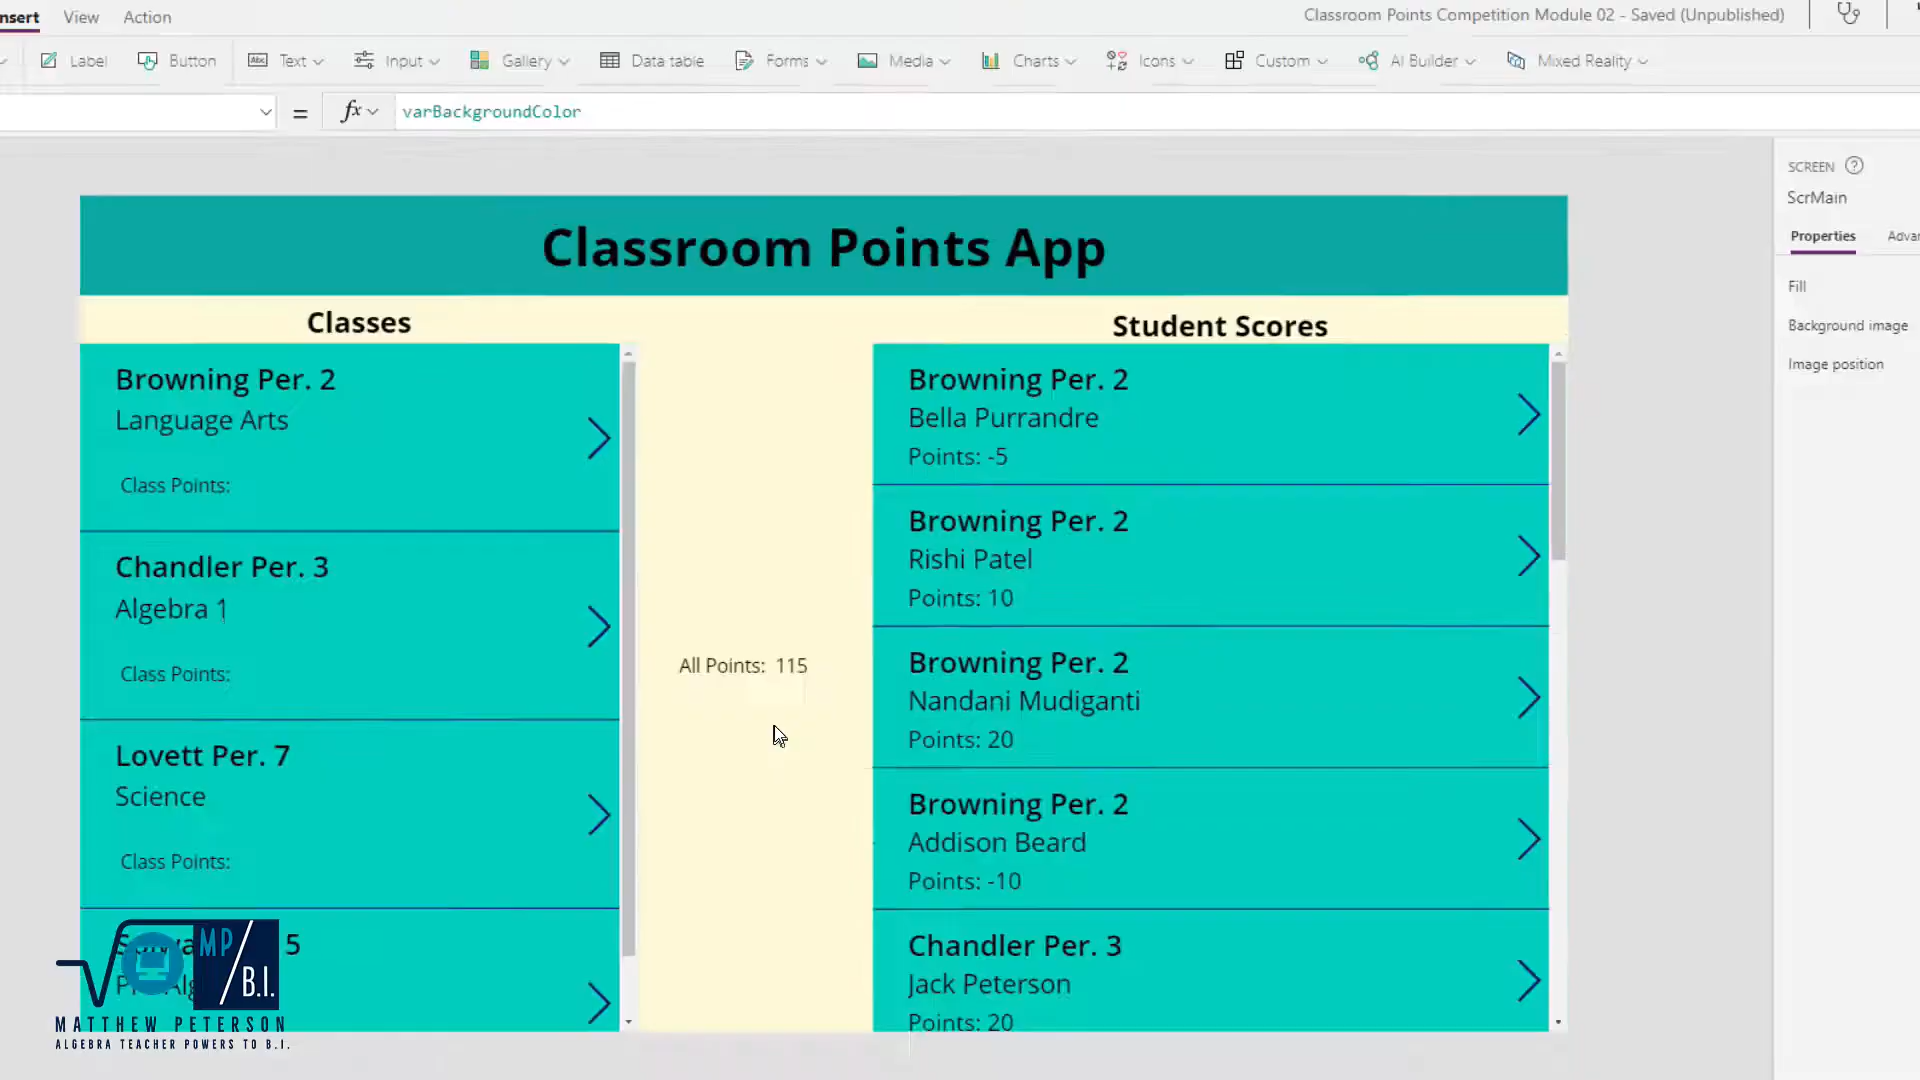 nsert View Action
Classroom Points Competition Module 02 - Saved (Unpublished)
Label Button Text Input Gallery Data table Forms Media Charts Icons Custom AI Builder Mixed Reality
= fx varBackgroundColor
SCREEN ?
ScrMain
Properties Advan
Fill
Background image
Image position
Classroom Points App
Classes
Browning Per. 2
Language Arts
Class Points:
Chandler Per. 3
Algebra 1
Class Points:
Lovett Per. 7
Science
Class Points:
5
All Points: 115
Student Scores
Browning Per. 2
Bella Purrandre
Points: -5
Browning Per. 2
Rishi Patel
Points: 10
Browning Per. 2
Nandani Mudiganti
Points: 20
Browning Per. 2
Addison Beard
Points: -10
Chandler Per. 3
Jack Peterson
Points: 20
MP/B.I.
MATTHEW PETERSON
ALGEBRA TEACHER POWERS TO B.I.